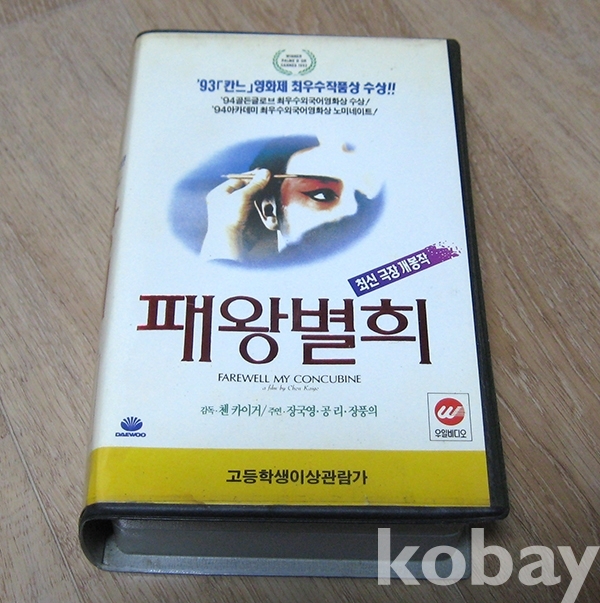 WINNER
PALME D'OR
CANNES 1993
'93「칸느」영화제 최우수작품상 수상!!
'94골든글로브 최우수외국어영화상 수상!
'94아카데미 최우수외국어영화상 노미네이트!
최신 극장 개봉작
패왕별희
FAREWELL MY CONCUBINE
a film by Chen Kaige
감독·첸 카이거/주연·장국영·공 리·장풍의
DAEWOO
우일비디오
고등학생이상관람가
kobay